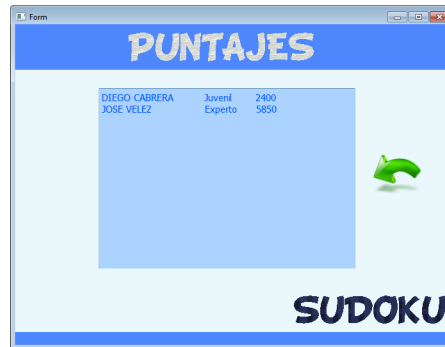 Form
PUNTAJES
DIEGO CABRERA Juvenil 2400
JOSE VELEZ Experto 5850
SUDOKU